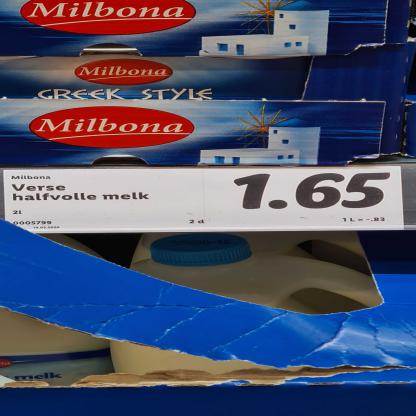 Milbona
Milbona
GREEK STYLE
Milbona
Milbona
Verse
halfvolle melk
1.65
2l
0005799
2 d
1 L = -.83
melk